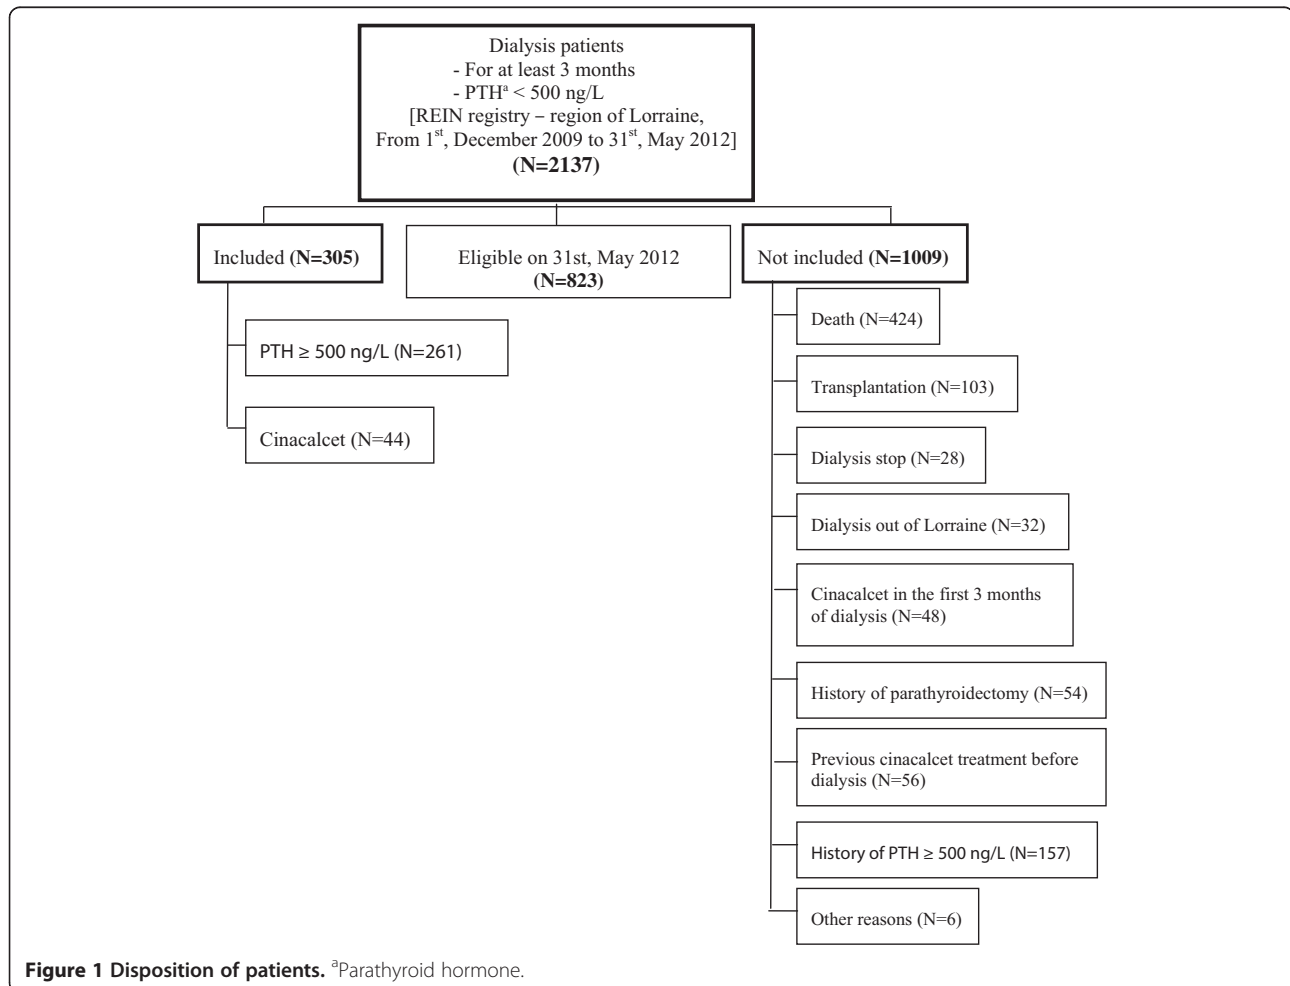 Dialysis patients
- For at least 3 months
- PTHᵃ < 500 ng/L
[REIN registry – region of Lorraine,
From 1ˢᵗ, December 2009 to 31ˢᵗ, May 2012]
(N=2137)
Included (N=305)
Eligible on 31st, May 2012
(N=823)
Not included (N=1009)
PTH ≥ 500 ng/L (N=261)
Cinacalcet (N=44)
Death (N=424)
Transplantation (N=103)
Dialysis stop (N=28)
Dialysis out of Lorraine (N=32)
Cinacalcet in the first 3 months
of dialysis (N=48)
History of parathyroidectomy (N=54)
Previous cinacalcet treatment before
dialysis (N=56)
History of PTH ≥ 500 ng/L (N=157)
Other reasons (N=6)
Figure 1 Disposition of patients. ᵃParathyroid hormone.